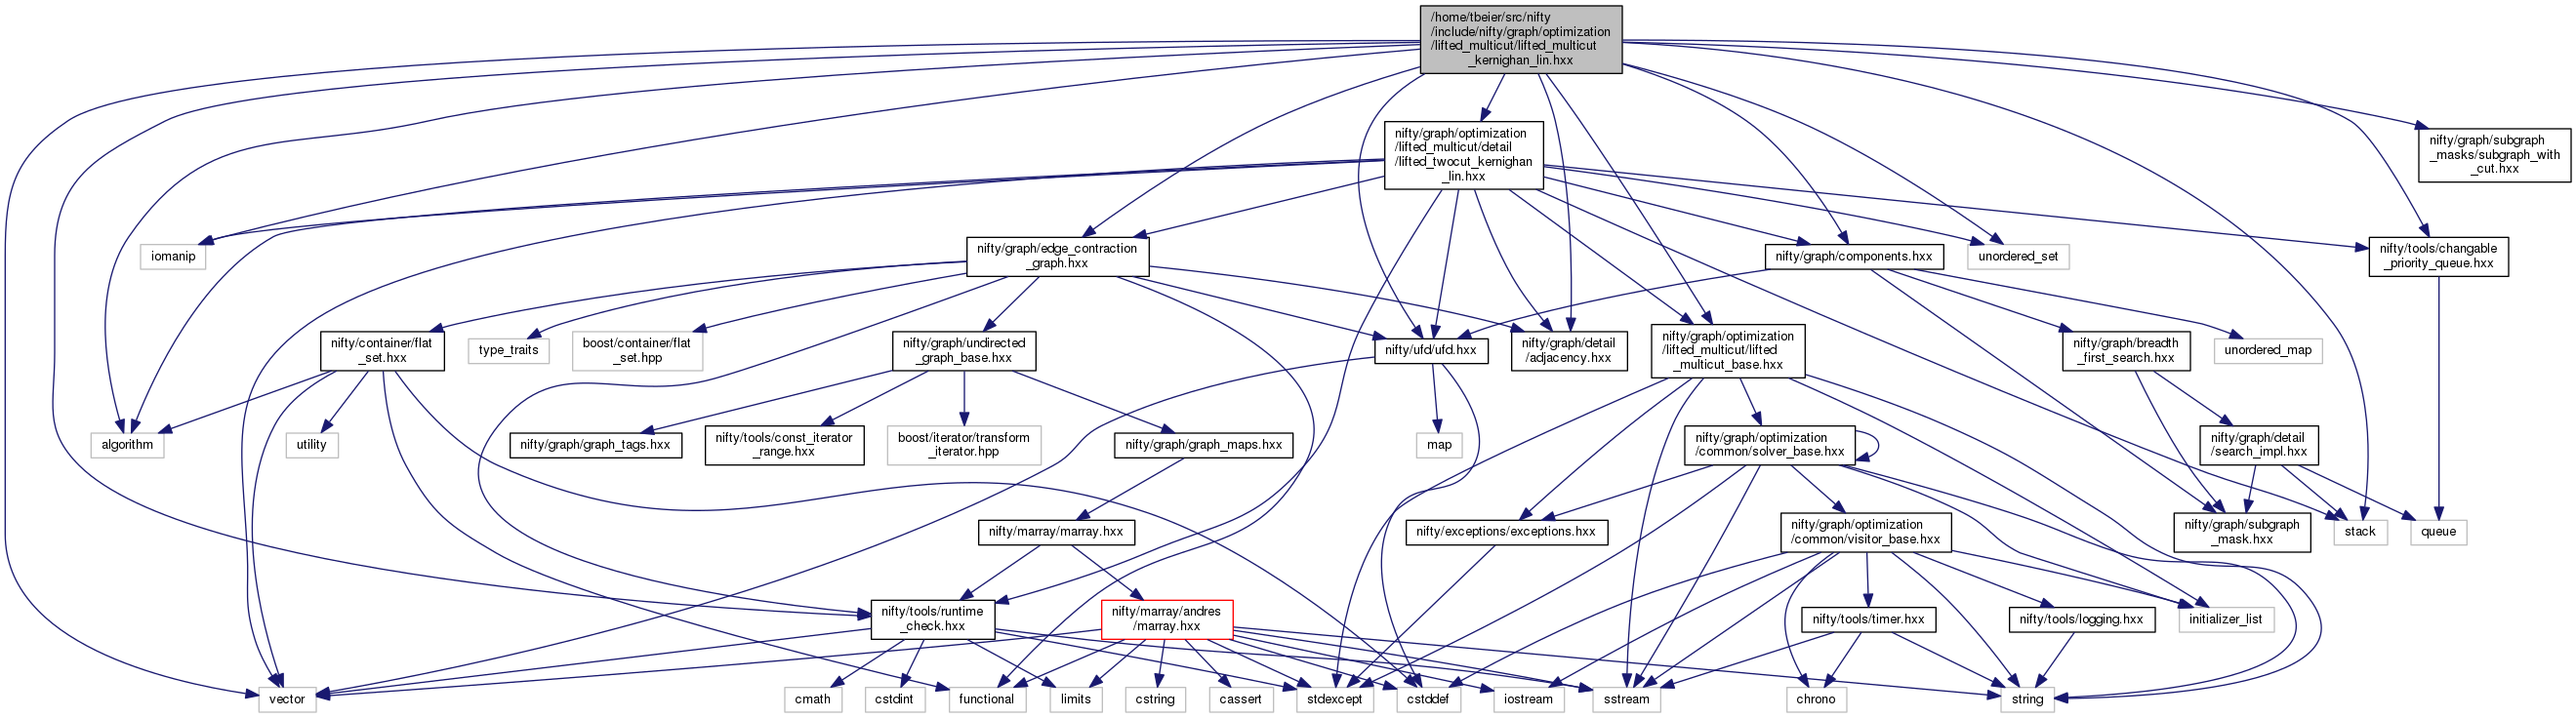 /home/tbeier/src/nifty
/include/nifty/graph/optimization
/lifted_multicut/lifted_multicut
_kernighan_lin.hxx
nifty/graph/optimization
/lifted_multicut/detail
/lifted_twocut_kernighan
_lin.hxx
nifty/graph/subgraph
_masks/subgraph_with
_cut.hxx
iomanip
nifty/graph/edge_contraction
_graph.hxx
nifty/graph/components.hxx
unordered_set
nifty/tools/changable
_priority_queue.hxx
nifty/container/flat
_set.hxx
type_traits
boost/container/flat
_set.hpp
nifty/graph/undirected
_graph_base.hxx
nifty/ufd/ufd.hxx
nifty/graph/detail
/adjacency.hxx
nifty/graph/optimization
/lifted_multicut/lifted
_multicut_base.hxx
nifty/graph/breadth
_first_search.hxx
unordered_map
algorithm
utility
nifty/graph/graph_tags.hxx
nifty/tools/const_iterator
_range.hxx
boost/iterator/transform
_iterator.hpp
nifty/graph/graph_maps.hxx
map
nifty/graph/optimization
/common/solver_base.hxx
nifty/graph/detail
/search_impl.hxx
nifty/marray/marray.hxx
nifty/exceptions/exceptions.hxx
nifty/graph/optimization
/common/visitor_base.hxx
nifty/graph/subgraph
_mask.hxx
stack
queue
nifty/tools/runtime
_check.hxx
nifty/marray/andres
/marray.hxx
nifty/tools/timer.hxx
nifty/tools/logging.hxx
initializer_list
vector
cmath
cstdint
functional
limits
cstring
cassert
stdexcept
cstddef
iostream
sstream
chrono
string